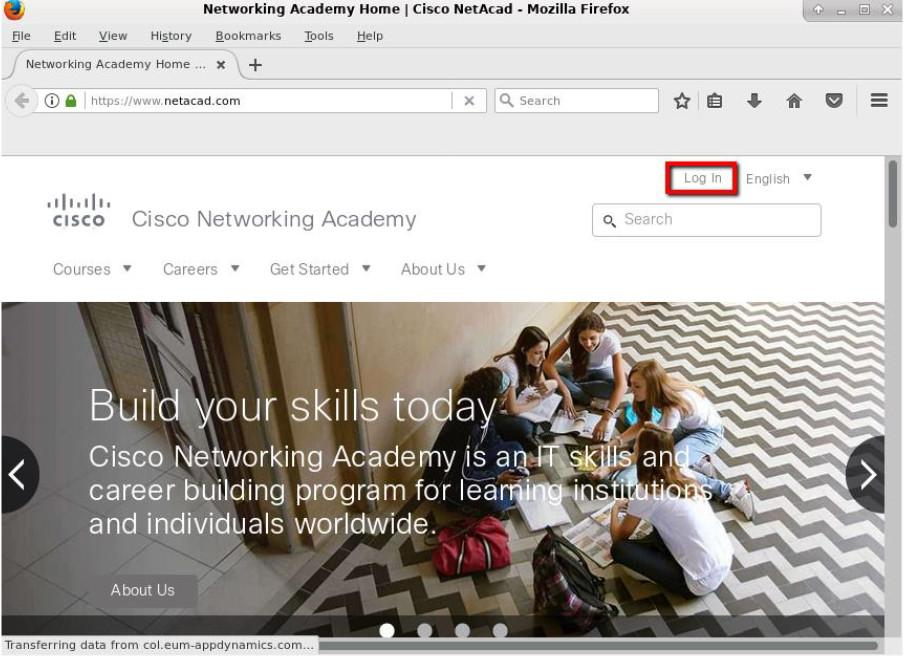 Networking Academy Home | Cisco NetAcad - Mozilla Firefox
File Edit View History Bookmarks Tools Help
Networking Academy Home ...
https://www.netacad.com
Search
Log In English
CISCO Cisco Networking Academy
Search
Courses Careers Get Started About Us
Build your skills today
Cisco Networking Academy is an IT skills and
career building program for learning institutions
and individuals worldwide.
About Us
Transferring data from col.eum-appdynamics.com...